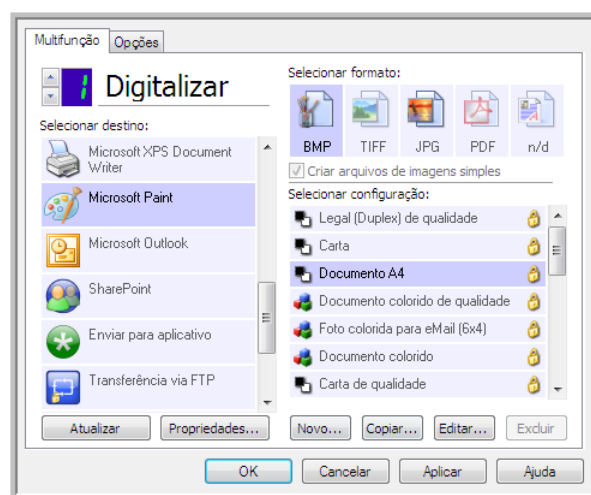 Multifunção
Opções
1 Digitalizar
Selecionar destino:
Microsoft XPS Document
Writer
Microsoft Paint
Microsoft Outlook
SharePoint
Enviar para aplicativo
Transferência via FTP
Atualizar
Propriedades...
Selecionar formato:
BMP
TIFF
JPG
PDF
n/d
Criar arquivos de imagens simples
Selecionar configuração:
Legal (Duplex) de qualidade
Carta
Documento A4
Documento colorido de qualidade
Foto colorida para eMail (6x4)
Documento colorido
Carta de qualidade
Novo...
Copiar...
Editar...
Excluir
OK
Cancelar
Aplicar
Ajuda